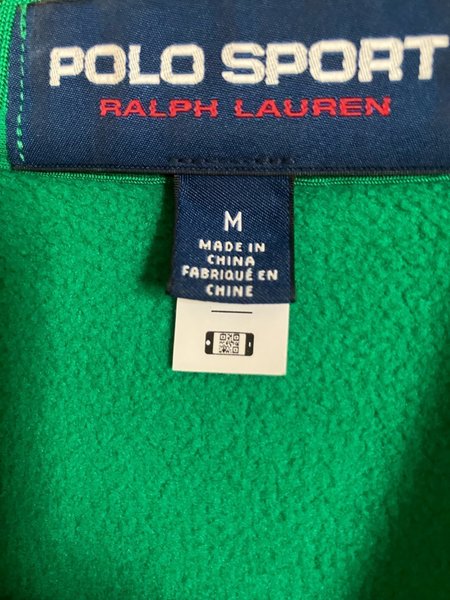 POLO SPORT
RALPH LAUREN
M
MADE IN
CHINA
FABRIQUÉ EN
CHINE